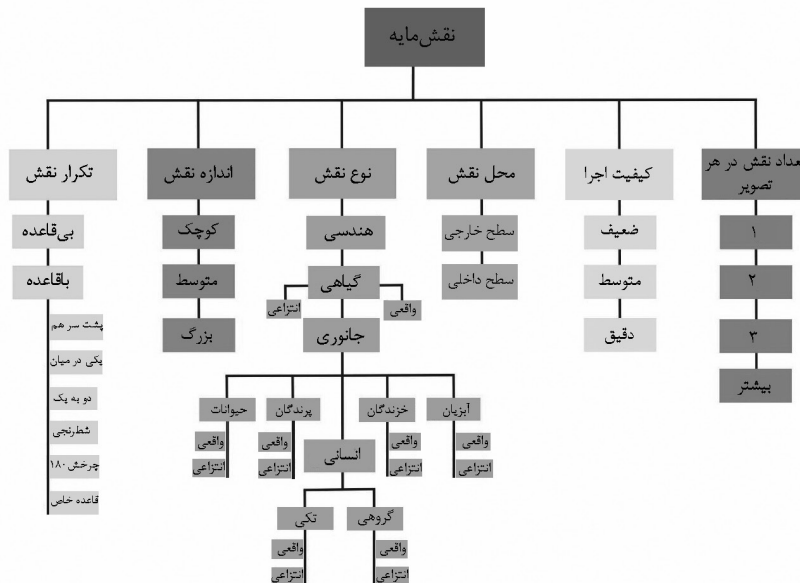 نقش‌مایه
تعداد نقش در هر
تصویر
۱
۲
۳
بیشتر
کیفیت اجرا
ضعیف
متوسط
دقیق
محل نقش
سطح خارجی
سطح داخلی
نوع نقش
هندسی
گیاهی
واقعی
انتزاعی
جانوری
آبزیان
واقعی
انتزاعی
خزندگان
واقعی
انتزاعی
پرندگان
واقعی
انتزاعی
حیوانات
واقعی
انتزاعی
انسانی
گروهی
واقعی
انتزاعی
تکی
واقعی
انتزاعی
اندازه نقش
کوچک
متوسط
بزرگ
تکرار نقش
بی‌قاعده
باقاعده
پشت سر هم
یکی در میان
دو به یک
شطرنجی
چرخش ۱۸۰
قاعده خاص